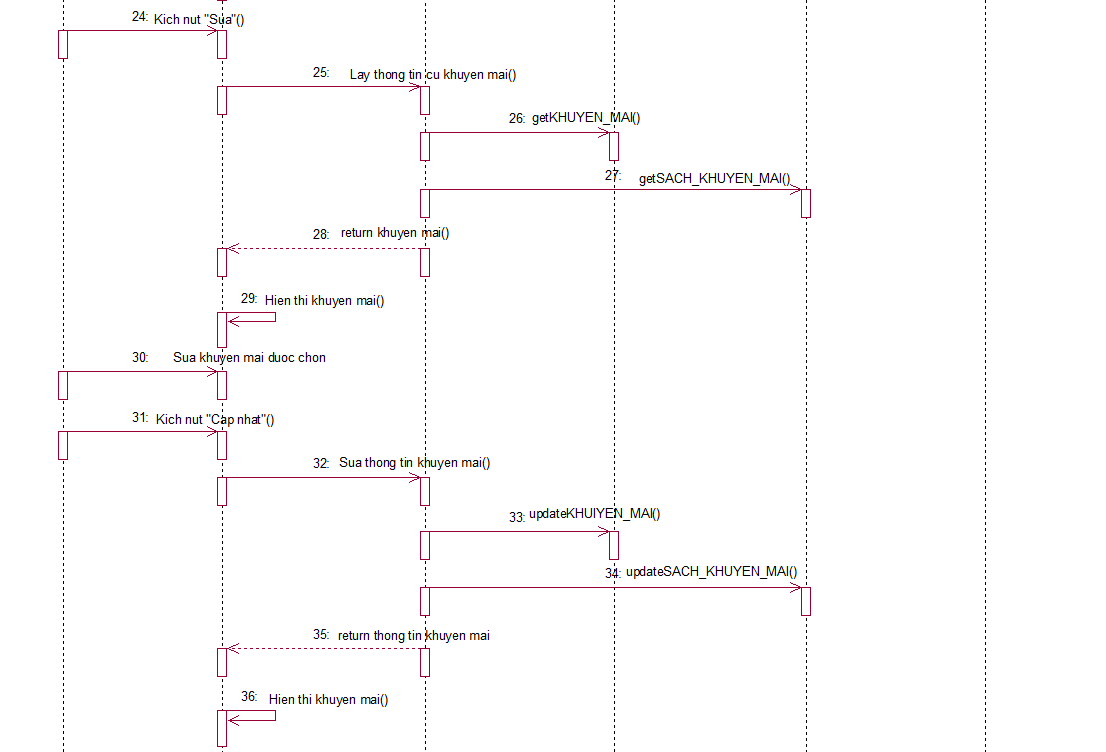 24: Kich nut "Sua"()
25: Lay thong tin cu khuyen mai()
26: getKHUYEN_MAI()
27: getSACH_KHUYEN_MAI()
28: return khuyen mai()
29: Hien thi khuyen mai()
30: Sua khuyen mai duoc chon
31: Kich nut "Cap nhat"()
32: Sua thong tin khuyen mai()
33: updateKHUIYEN_MAI()
34: updateSACH_KHUYEN_MAI()
35: return thong tin khuyen mai
36: Hien thi khuyen mai()